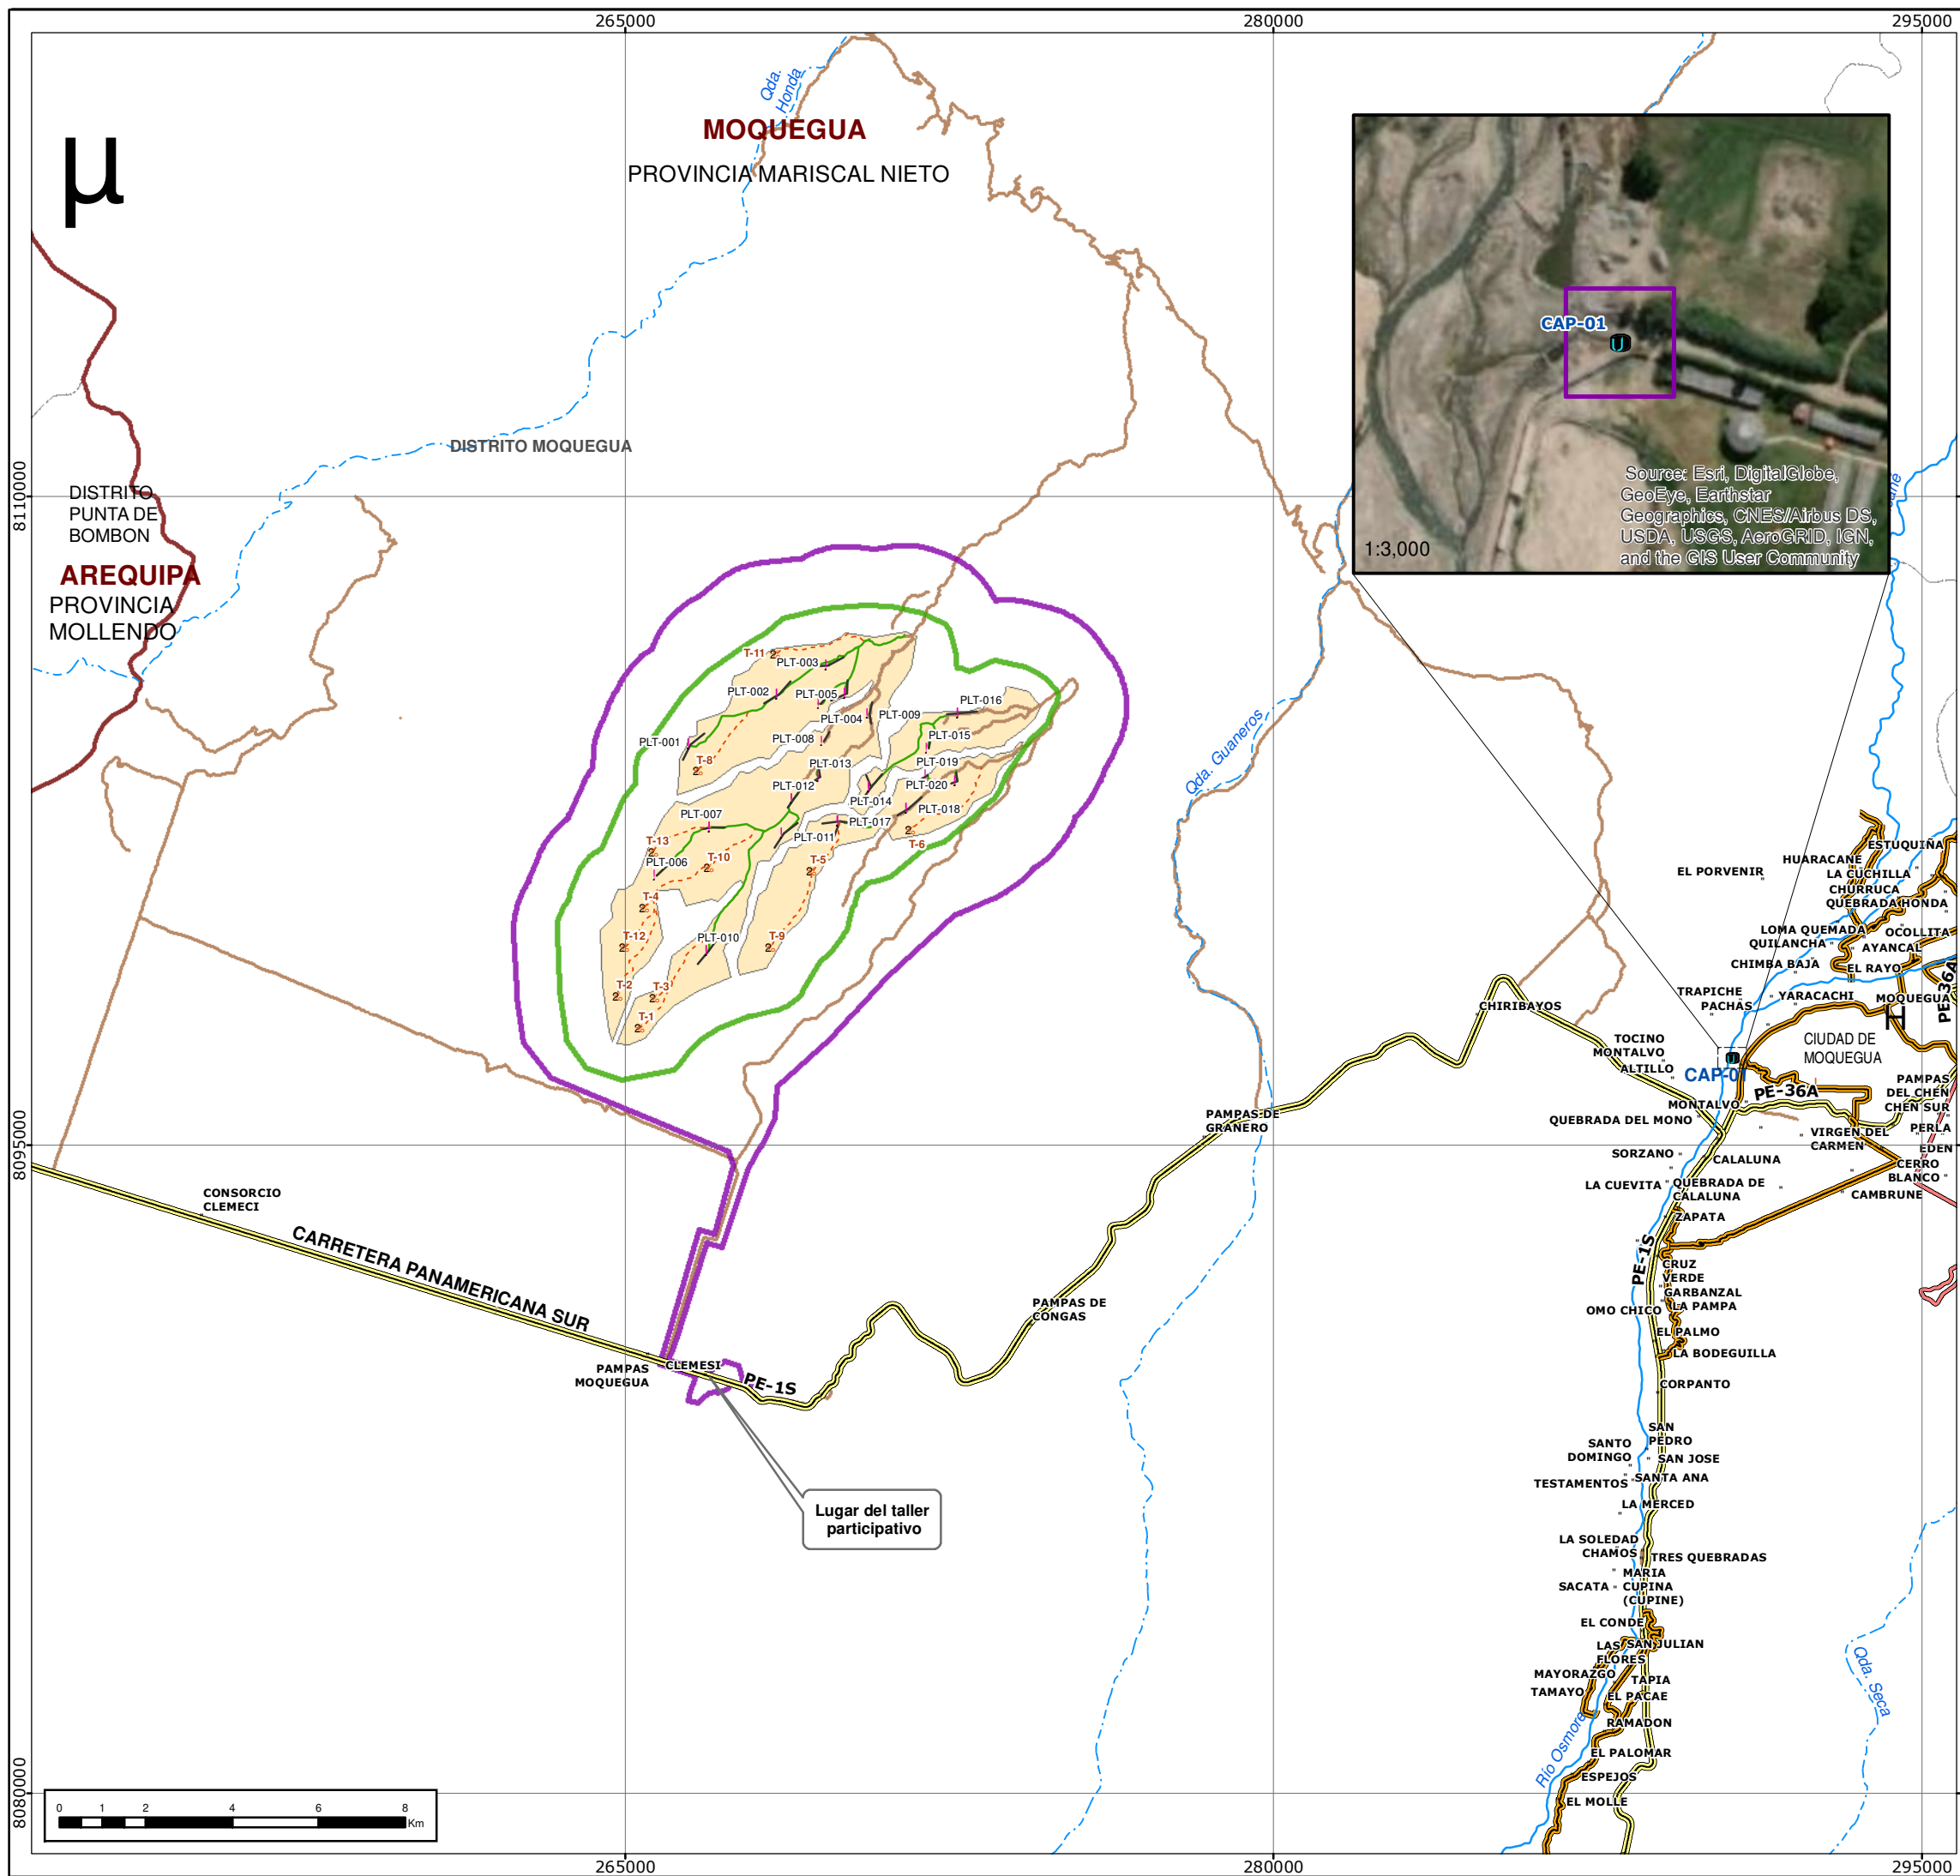 265000
280000
295000
µ
Qda.
Honda
MOQUEGUA
PROVINCIA MARISCAL NIETO
CAP-01
Source: Esri, DigitalGlobe,
GeoEye, Earthstar
Geographics, CNES/Airbus DS,
USDA, USGS, AeroGRID, IGN,
and the GIS User Community
1:3,000
DISTRITO MOQUEGUA
8110000
DISTRITO
PUNTA DE
BOMBON
AREQUIPA
PROVINCIA
MOLLENDO
T-11
PLT-003
PLT-002
PLT-005
PLT-016
PLT-004
PLT-009
PLT-001
PLT-008
PLT-015
T-8
PLT-013
PLT-019
PLT-012
PLT-020
PLT-014
PLT-018
PLT-007
PLT-017
PLT-011
T-13
T-6
PLT-006
T-10
T-5
T-4
T-12
PLT-010
T-9
T-2
T-3
T-1
Qda. Guaneros
ESTUQUIÑA
HUARACANE
EL PORVENIR
LA CUCHILLA
CHURRUCA
QUEBRADA HONDA
LOMA QUEMADA
OCOLLITA
QUILANCHA
AYANCAL
CHIMBA BAJA
EL RAYO
PE-36A
TRAPICHE
PACHAS
YARACACHI
MOQUEGUA
CHIRIBAYOS
CIUDAD DE
MOQUEGUA
TOCINO
MONTALVO
ALTILLO
CAP-01
PE-36A
PAMPAS
DEL CHEN
CHEN SUR
MONTALVO
QUEBRADA DEL MONO
PAMPAS DE
GRANERO
VIRGEN DEL
CARMEN
PERLA
EDEN
8095000
SORZANO
CALALUNA
CERRO
BLANCO
LA CUEVITA
QUEBRADA DE
CALALUNA
CAMBRUNE
CONSORCIO
CLEMECI
ZAPATA
CARRETERA PANAMERICANA SUR
PE-1S
CRUZ
VERDE
GARBANZAL
LA PAMPA
OMO CHICO
PAMPAS DE
CONGAS
EL PALMO
LA BODEGUILLA
PAMPAS
MOQUEGUA
CLEMESI
PE-1S
CORPANTO
SAN
PEDRO
SANTO
DOMINGO
SAN JOSE
SANTA ANA
TESTAMENTOS
LA MERCED
Lugar del taller
participativo
LA SOLEDAD
CHAMOS
TRES QUEBRADAS
MARIA
CUPINA
(CUPINE)
SACATA
EL CONDE
LAS
FLORES
SAN JULIAN
MAYORAZGO
TAPIA
TAMAYO
EL PACAE
Qda. Seca
RAMADON
Río Osmore
EL PALOMAR
ESPEJOS
EL MOLLE
8080000
0 1 2 4 6 8
Km
265000
280000
295000